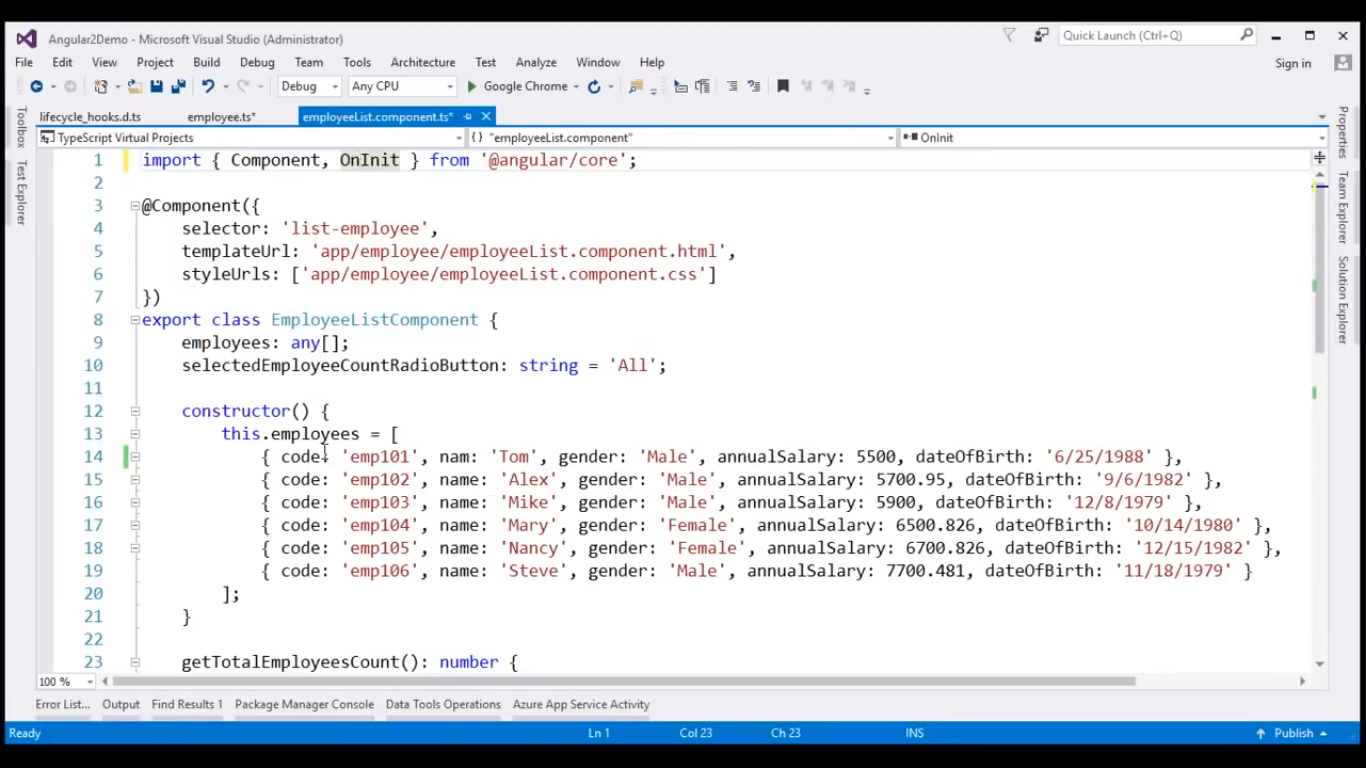 Angular2Demo - Microsoft Visual Studio (Administrator)
Quick Launch (Ctrl+Q)
File Edit View Project Build Debug Team Tools Architecture Test Analyze Window Help
Sign in
Debug Any CPU Google Chrome
lifecycle_hooks.d.ts employee.ts* employeeList.component.ts*
TypeScript Virtual Projects {} "employeeList.component" OnInit
Toolbox
Test Explorer
1 import { Component, OnInit } from '@angular/core';
2
3 @Component({
4 selector: 'list-employee',
5 templateUrl: 'app/employee/employeeList.component.html',
6 styleUrls: ['app/employee/employeeList.component.css']
7 })
8 export class EmployeeListComponent {
9 employees: any[];
10 selectedEmployeeCountRadioButton: string = 'All';
11
12 constructor() {
13 this.employees = [
14 { code: 'emp101', nam: 'Tom', gender: 'Male', annualSalary: 5500, dateOfBirth: '6/25/1988' },
15 { code: 'emp102', name: 'Alex', gender: 'Male', annualSalary: 5700.95, dateOfBirth: '9/6/1982' },
16 { code: 'emp103', name: 'Mike', gender: 'Male', annualSalary: 5900, dateOfBirth: '12/8/1979' },
17 { code: 'emp104', name: 'Mary', gender: 'Female', annualSalary: 6500.826, dateOfBirth: '10/14/1980' },
18 { code: 'emp105', name: 'Nancy', gender: 'Female', annualSalary: 6700.826, dateOfBirth: '12/15/1982' },
19 { code: 'emp106', name: 'Steve', gender: 'Male', annualSalary: 7700.481, dateOfBirth: '11/18/1979' }
20 ];
21 }
22
23 getTotalEmployeesCount(): number {
Properties
Team Explorer
Solution Explorer
100 %
Error List... Output Find Results 1 Package Manager Console Data Tools Operations Azure App Service Activity
Ready Ln 1 Col 23 Ch 23 INS Publish